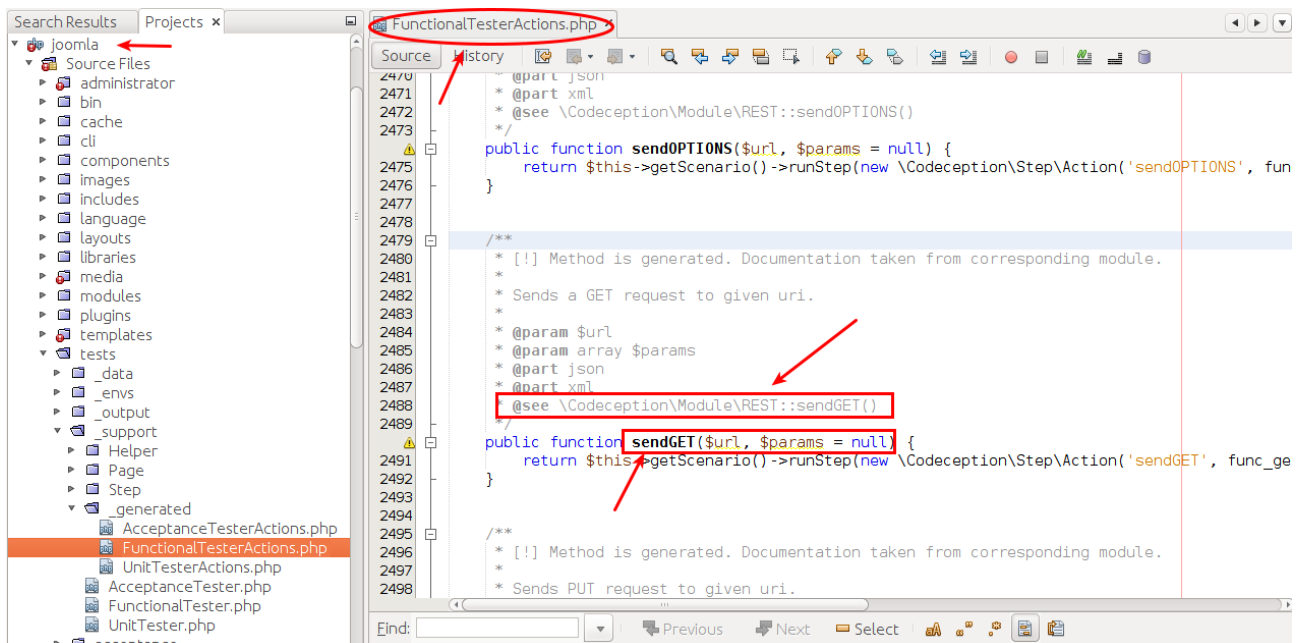 Search Results
Projects
joomla
Source Files
administrator
bin
cache
cli
components
images
includes
language
layouts
libraries
media
modules
plugins
templates
tests
_data
_envs
_output
_support
Helper
Page
Step
_generated
AcceptanceTesterActions.php
FunctionalTesterActions.php
UnitTesterActions.php
AcceptanceTester.php
FunctionalTester.php
UnitTester.php
FunctionalTesterActions.php
Source History
2470 * @part json
2471 * @part xml
2472 * @see \Codeception\Module\REST::sendOPTIONS()
2473 */
public function sendOPTIONS($url, $params = null) {
2475 return $this->getScenario()->runStep(new \Codeception\Step\Action('sendOPTIONS', fun
2476 }
2477
2478
2479 /**
2480 * [!] Method is generated. Documentation taken from corresponding module.
2481 *
2482 * Sends a GET request to given uri.
2483 *
2484 * @param $url
2485 * @param array $params
2486 * @part json
2487 * @part xml
2488 * @see \Codeception\Module\REST::sendGET()
2489 */
public function sendGET($url, $params = null) {
2491 return $this->getScenario()->runStep(new \Codeception\Step\Action('sendGET', func_ge
2492 }
2493
2494
2495 /**
2496 * [!] Method is generated. Documentation taken from corresponding module.
2497 *
2498 * Sends PUT request to given uri.
Find: Previous Next Select